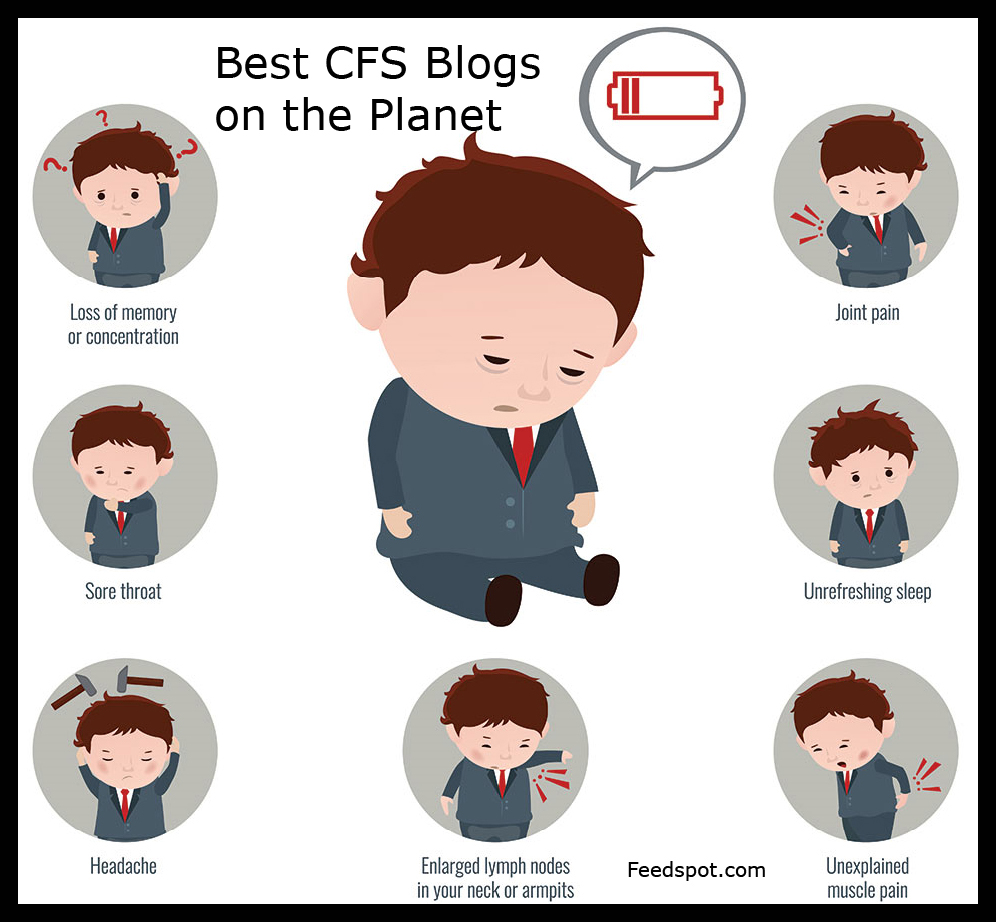 Best CFS Blogs
on the Planet
Loss of memory
or concentration
Joint pain
Sore throat
Unrefreshing sleep
Headache
Enlarged lymph nodes
in your neck or armpits
Feedspot.com
Unexplained
muscle pain